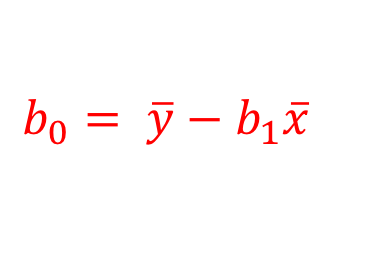 b₀ = ȳ − b₁x̄